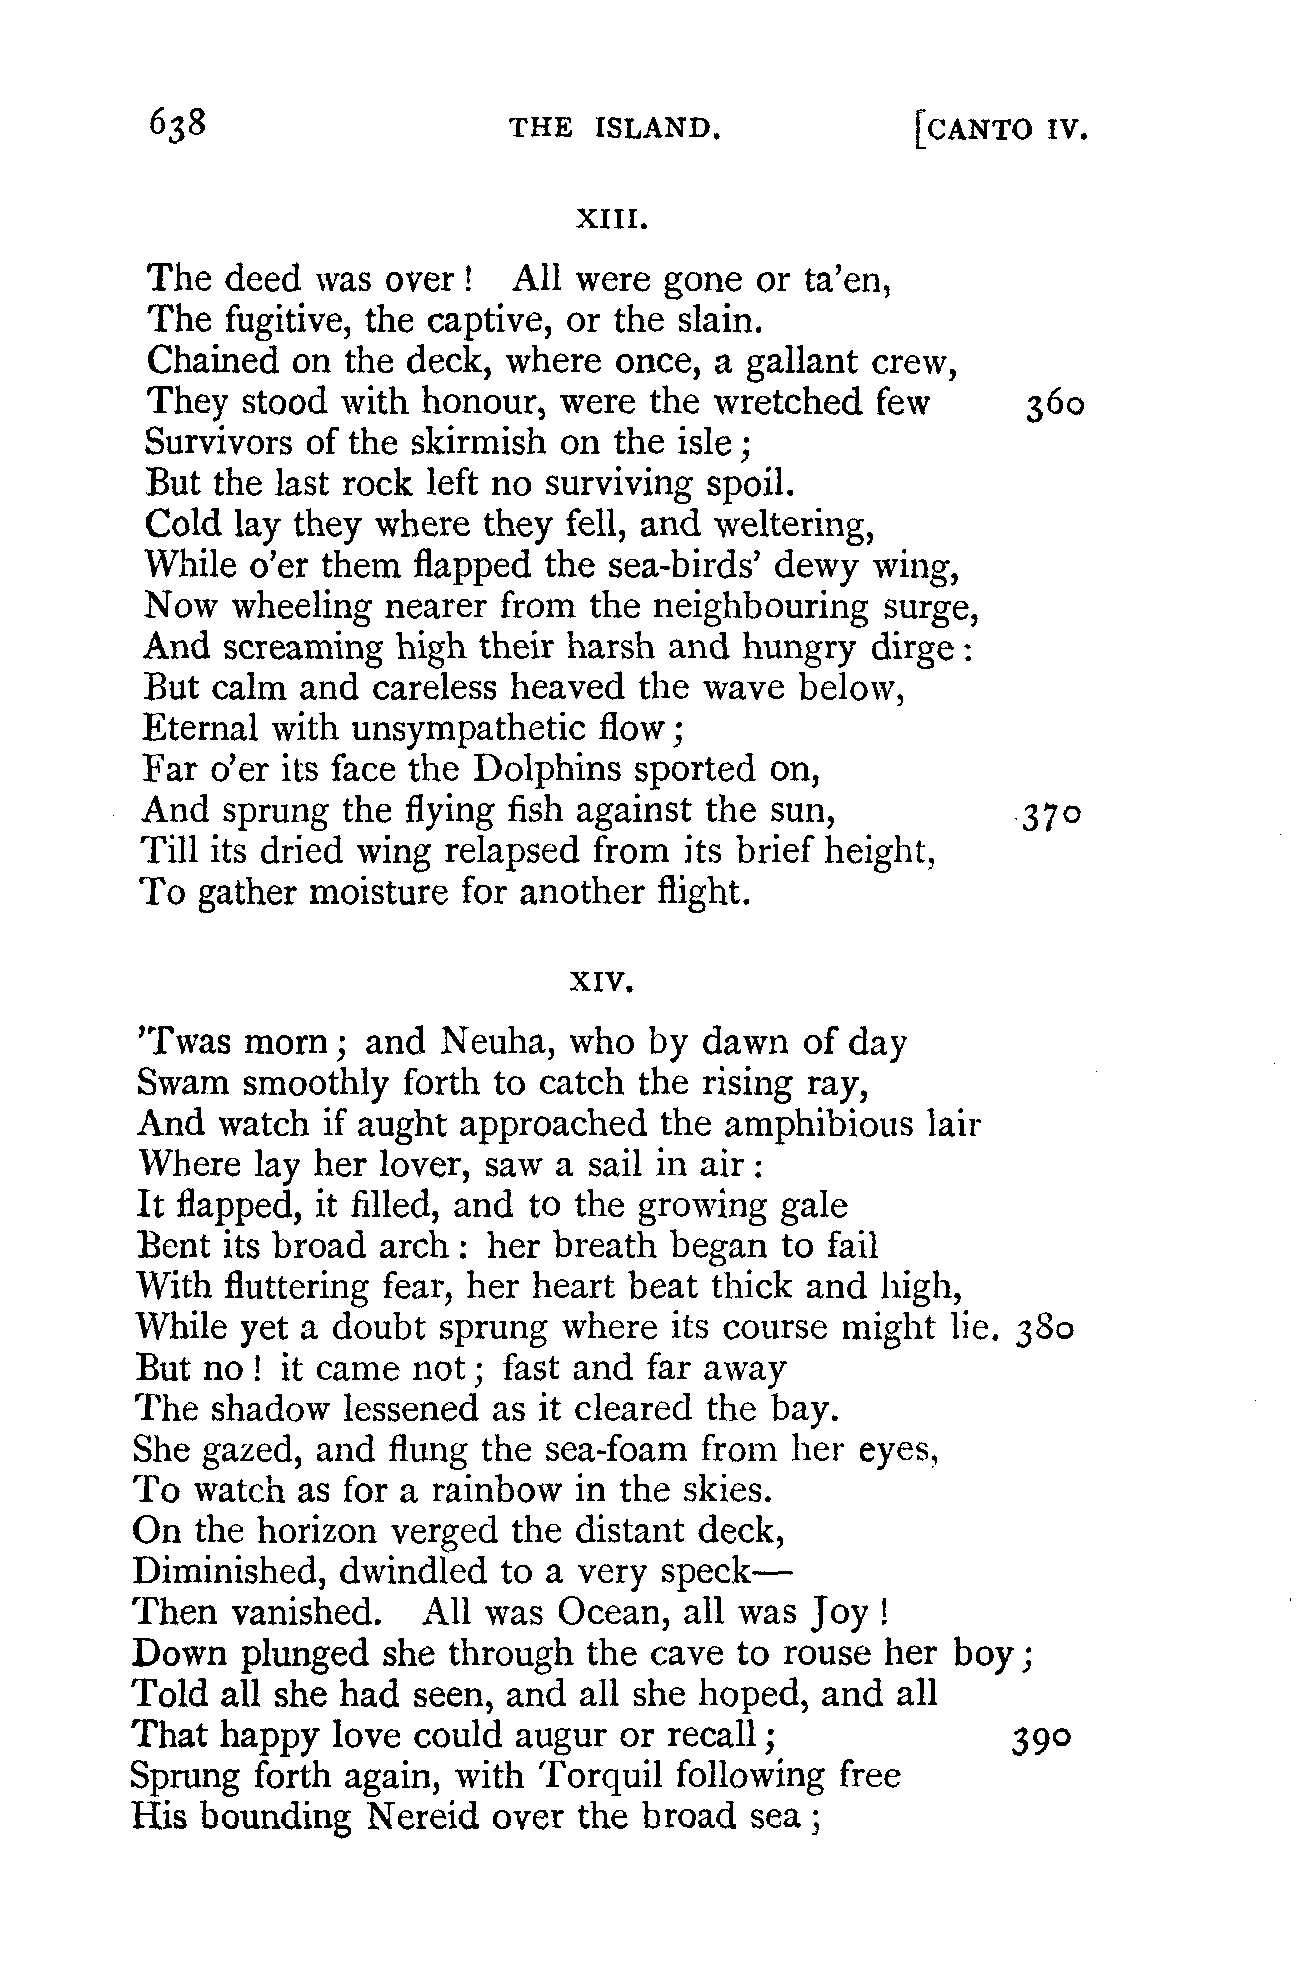 638 THE ISLAND. [CANTO IV.
XIII.
The deed was over! All were gone or ta'en,
The fugitive, the captive, or the slain.
Chained on the deck, where once, a gallant crew,
They stood with honour, were the wretched few 360
Survivors of the skirmish on the isle;
But the last rock left no surviving spoil.
Cold lay they where they fell, and weltering,
While o'er them flapped the sea-birds' dewy wing,
Now wheeling nearer from the neighbouring surge,
And screaming high their harsh and hungry dirge:
But calm and careless heaved the wave below,
Eternal with unsympathetic flow;
Far o'er its face the Dolphins sported on,
And sprung the flying fish against the sun, 370
Till its dried wing relapsed from its brief height,
To gather moisture for another flight.
XIV.
'Twas morn; and Neuha, who by dawn of day
Swam smoothly forth to catch the rising ray,
And watch if aught approached the amphibious lair
Where lay her lover, saw a sail in air:
It flapped, it filled, and to the growing gale
Bent its broad arch: her breath began to fail
With fluttering fear, her heart beat thick and high,
While yet a doubt sprung where its course might lie. 380
But no! it came not; fast and far away
The shadow lessened as it cleared the bay.
She gazed, and flung the sea-foam from her eyes,
To watch as for a rainbow in the skies.
On the horizon verged the distant deck,
Diminished, dwindled to a very speck—
Then vanished. All was Ocean, all was Joy!
Down plunged she through the cave to rouse her boy;
Told all she had seen, and all she hoped, and all
That happy love could augur or recall; 390
Sprung forth again, with Torquil following free
His bounding Nereid over the broad sea;